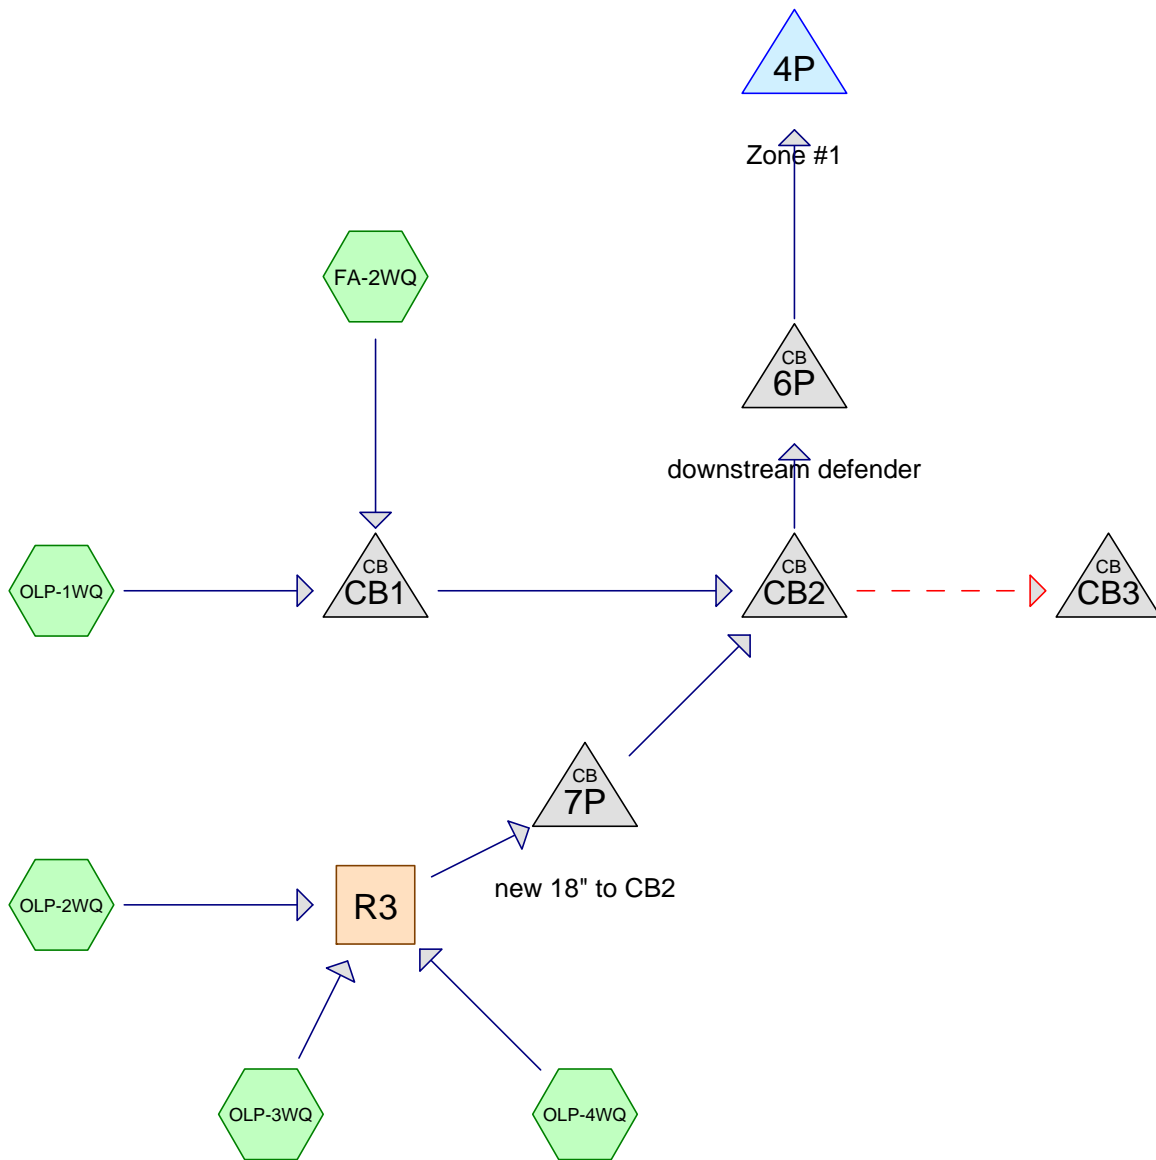 4P
Zone #1
FA-2WQ
CB
6P
downstream defender
OLP-1WQ
CB
CB1
CB
CB2
CB
CB3
CB
7P
new 18" to CB2
OLP-2WQ
R3
OLP-3WQ
OLP-4WQ